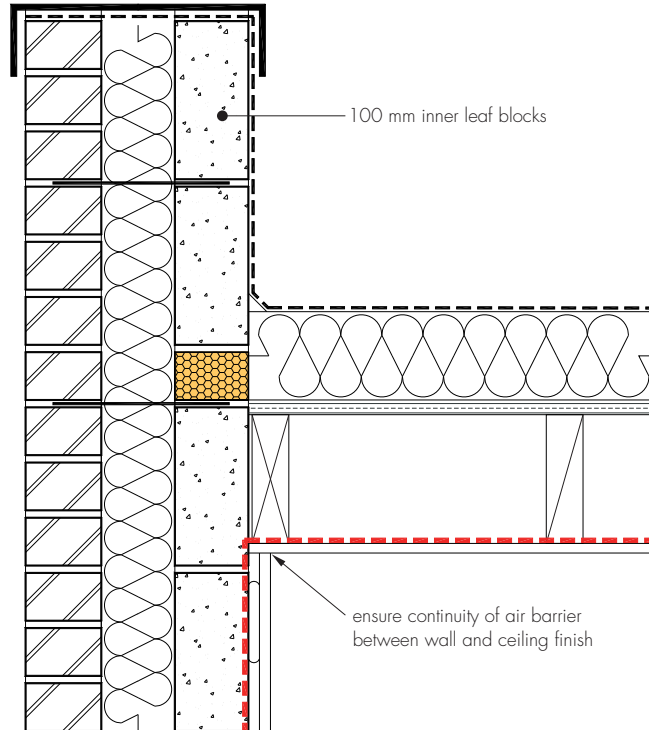 100 mm inner leaf blocks
ensure continuity of air barrier
between wall and ceiling finish